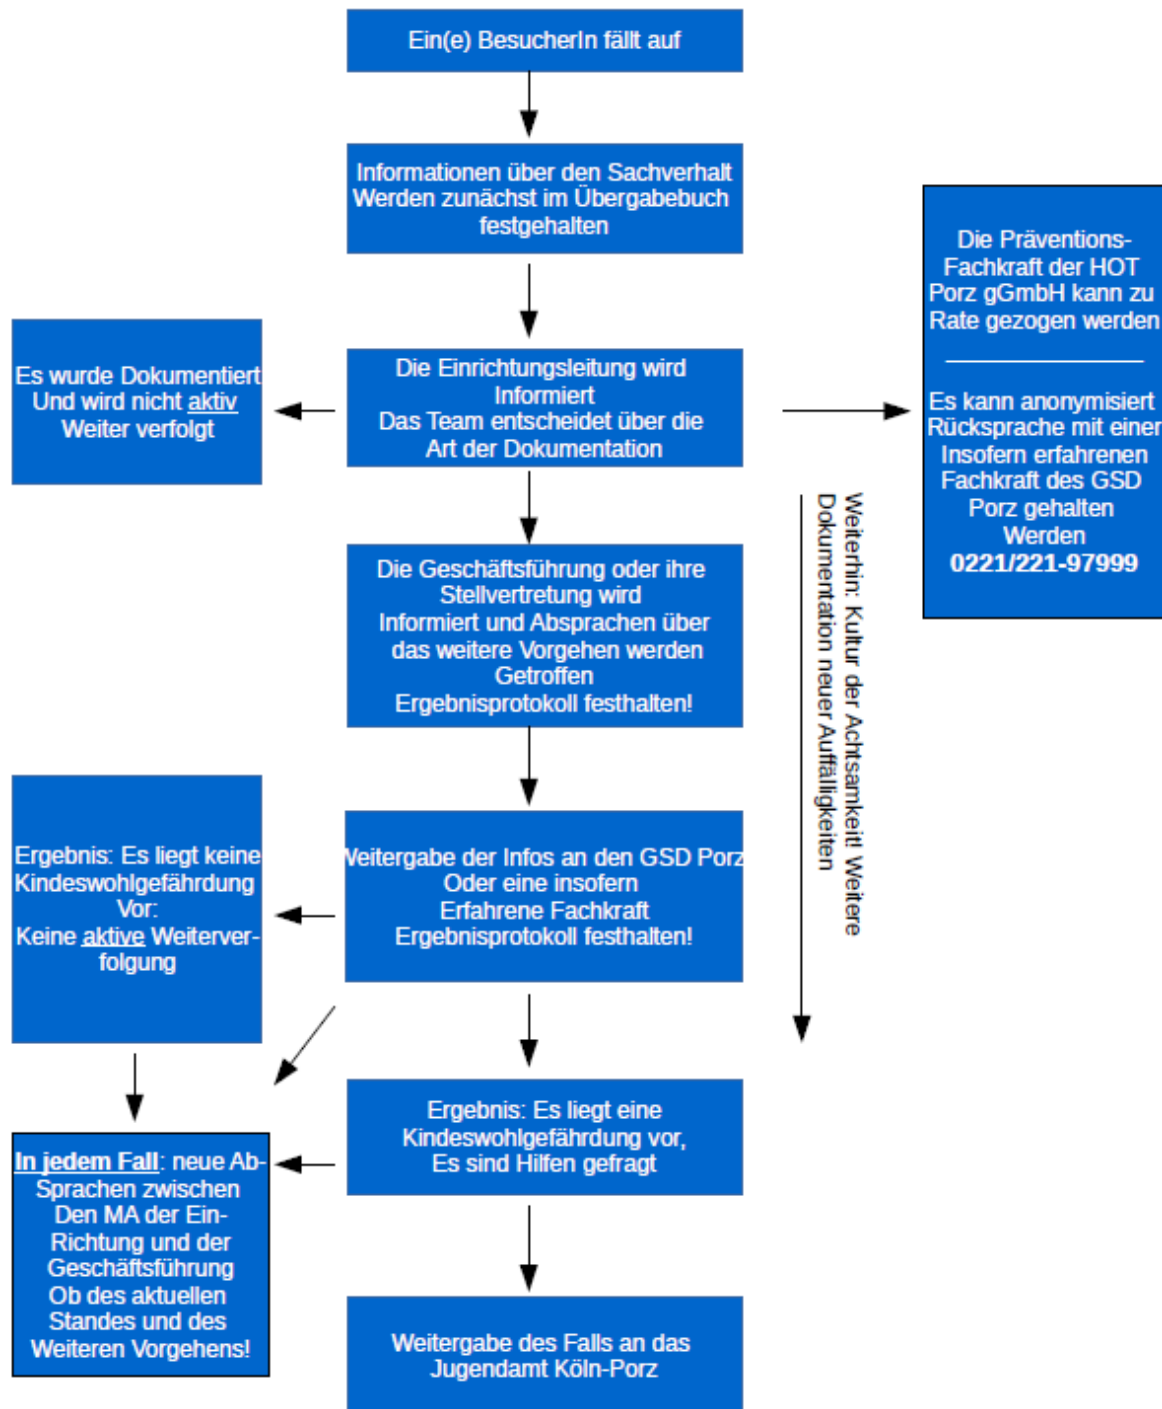 Ein(e) BesucherIn fällt auf
Informationen über den Sachverhalt
Werden zunächst im Übergabebuch
festgehalten
Die Präventions-
Fachkraft der HOT
Porz gGmbH kann zu
Rate gezogen werden
Es kann anonymisiert
Rücksprache mit einer
Insofern erfahrenen
Fachkraft des GSD
Porz gehalten
Werden
0221/221-97999
Es wurde Dokumentiert
Und wird nicht aktiv
Weiter verfolgt
Die Einrichtungsleitung wird
Informiert
Das Team entscheidet über die
Art der Dokumentation
Weiterhin: Kultur der Achtsamkeit! Weitere
Dokumentation neuer Auffälligkeiten
Die Geschäftsführung oder ihre
Stellvertretung wird
Informiert und Absprachen über
das weitere Vorgehen werden
Getroffen
Ergebnisprotokoll festhalten!
Ergebnis: Es liegt keine
Kindeswohlgefährdung
Vor:
Keine aktive Weiterver-
folgung
Weitergabe der Infos an den GSD Porz
Oder eine insofern
Erfahrene Fachkraft
Ergebnisprotokoll festhalten!
Ergebnis: Es liegt eine
Kindeswohlgefährdung vor,
Es sind Hilfen gefragt
In jedem Fall: neue Ab-
Sprachen zwischen
Den MA der Ein-
Richtung und der
Geschäftsführung
Ob des aktuellen
Standes und des
Weiteren Vorgehens!
Weitergabe des Falls an das
Jugendamt Köln-Porz